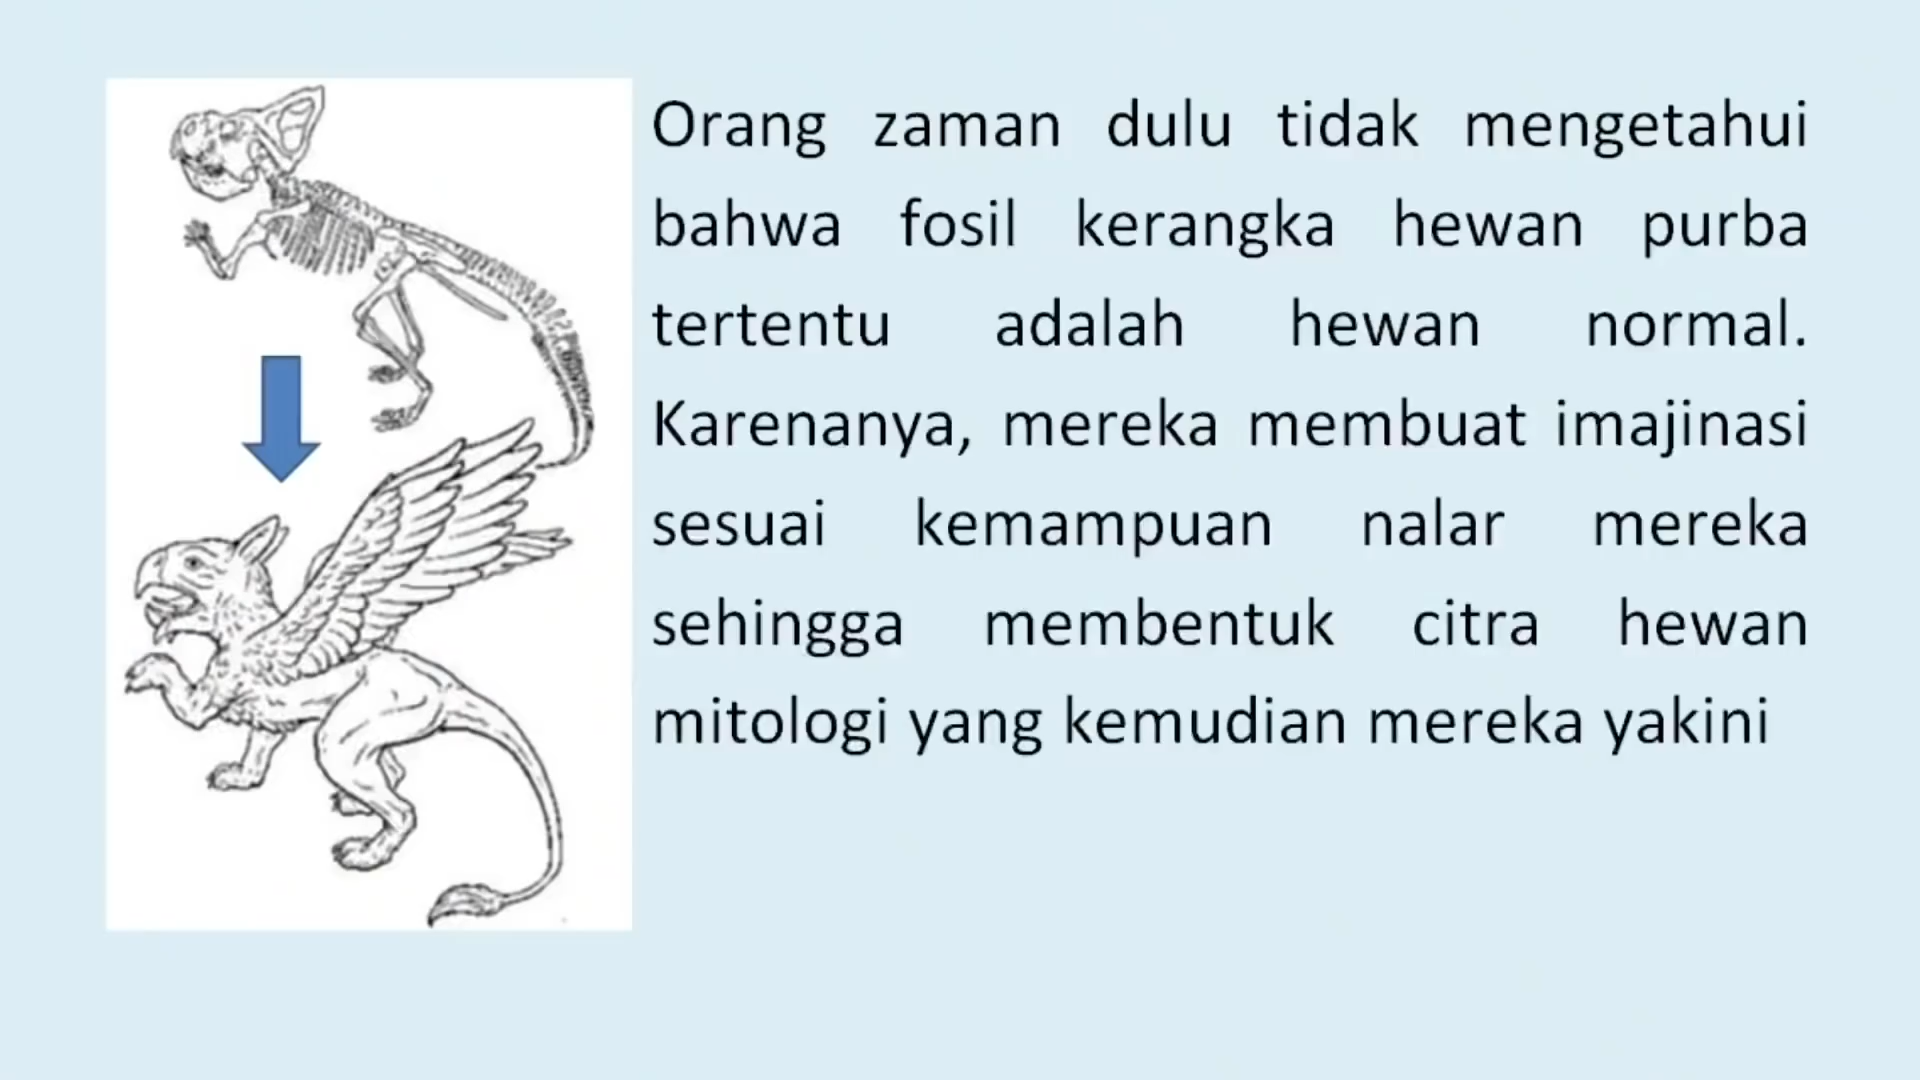 Orang zaman dulu tidak mengetahui
bahwa fosil kerangka hewan purba
tertentu adalah hewan normal.
Karenanya, mereka membuat imajinasi
sesuai kemampuan nalar mereka
sehingga membentuk citra hewan
mitologi yang kemudian mereka yakini